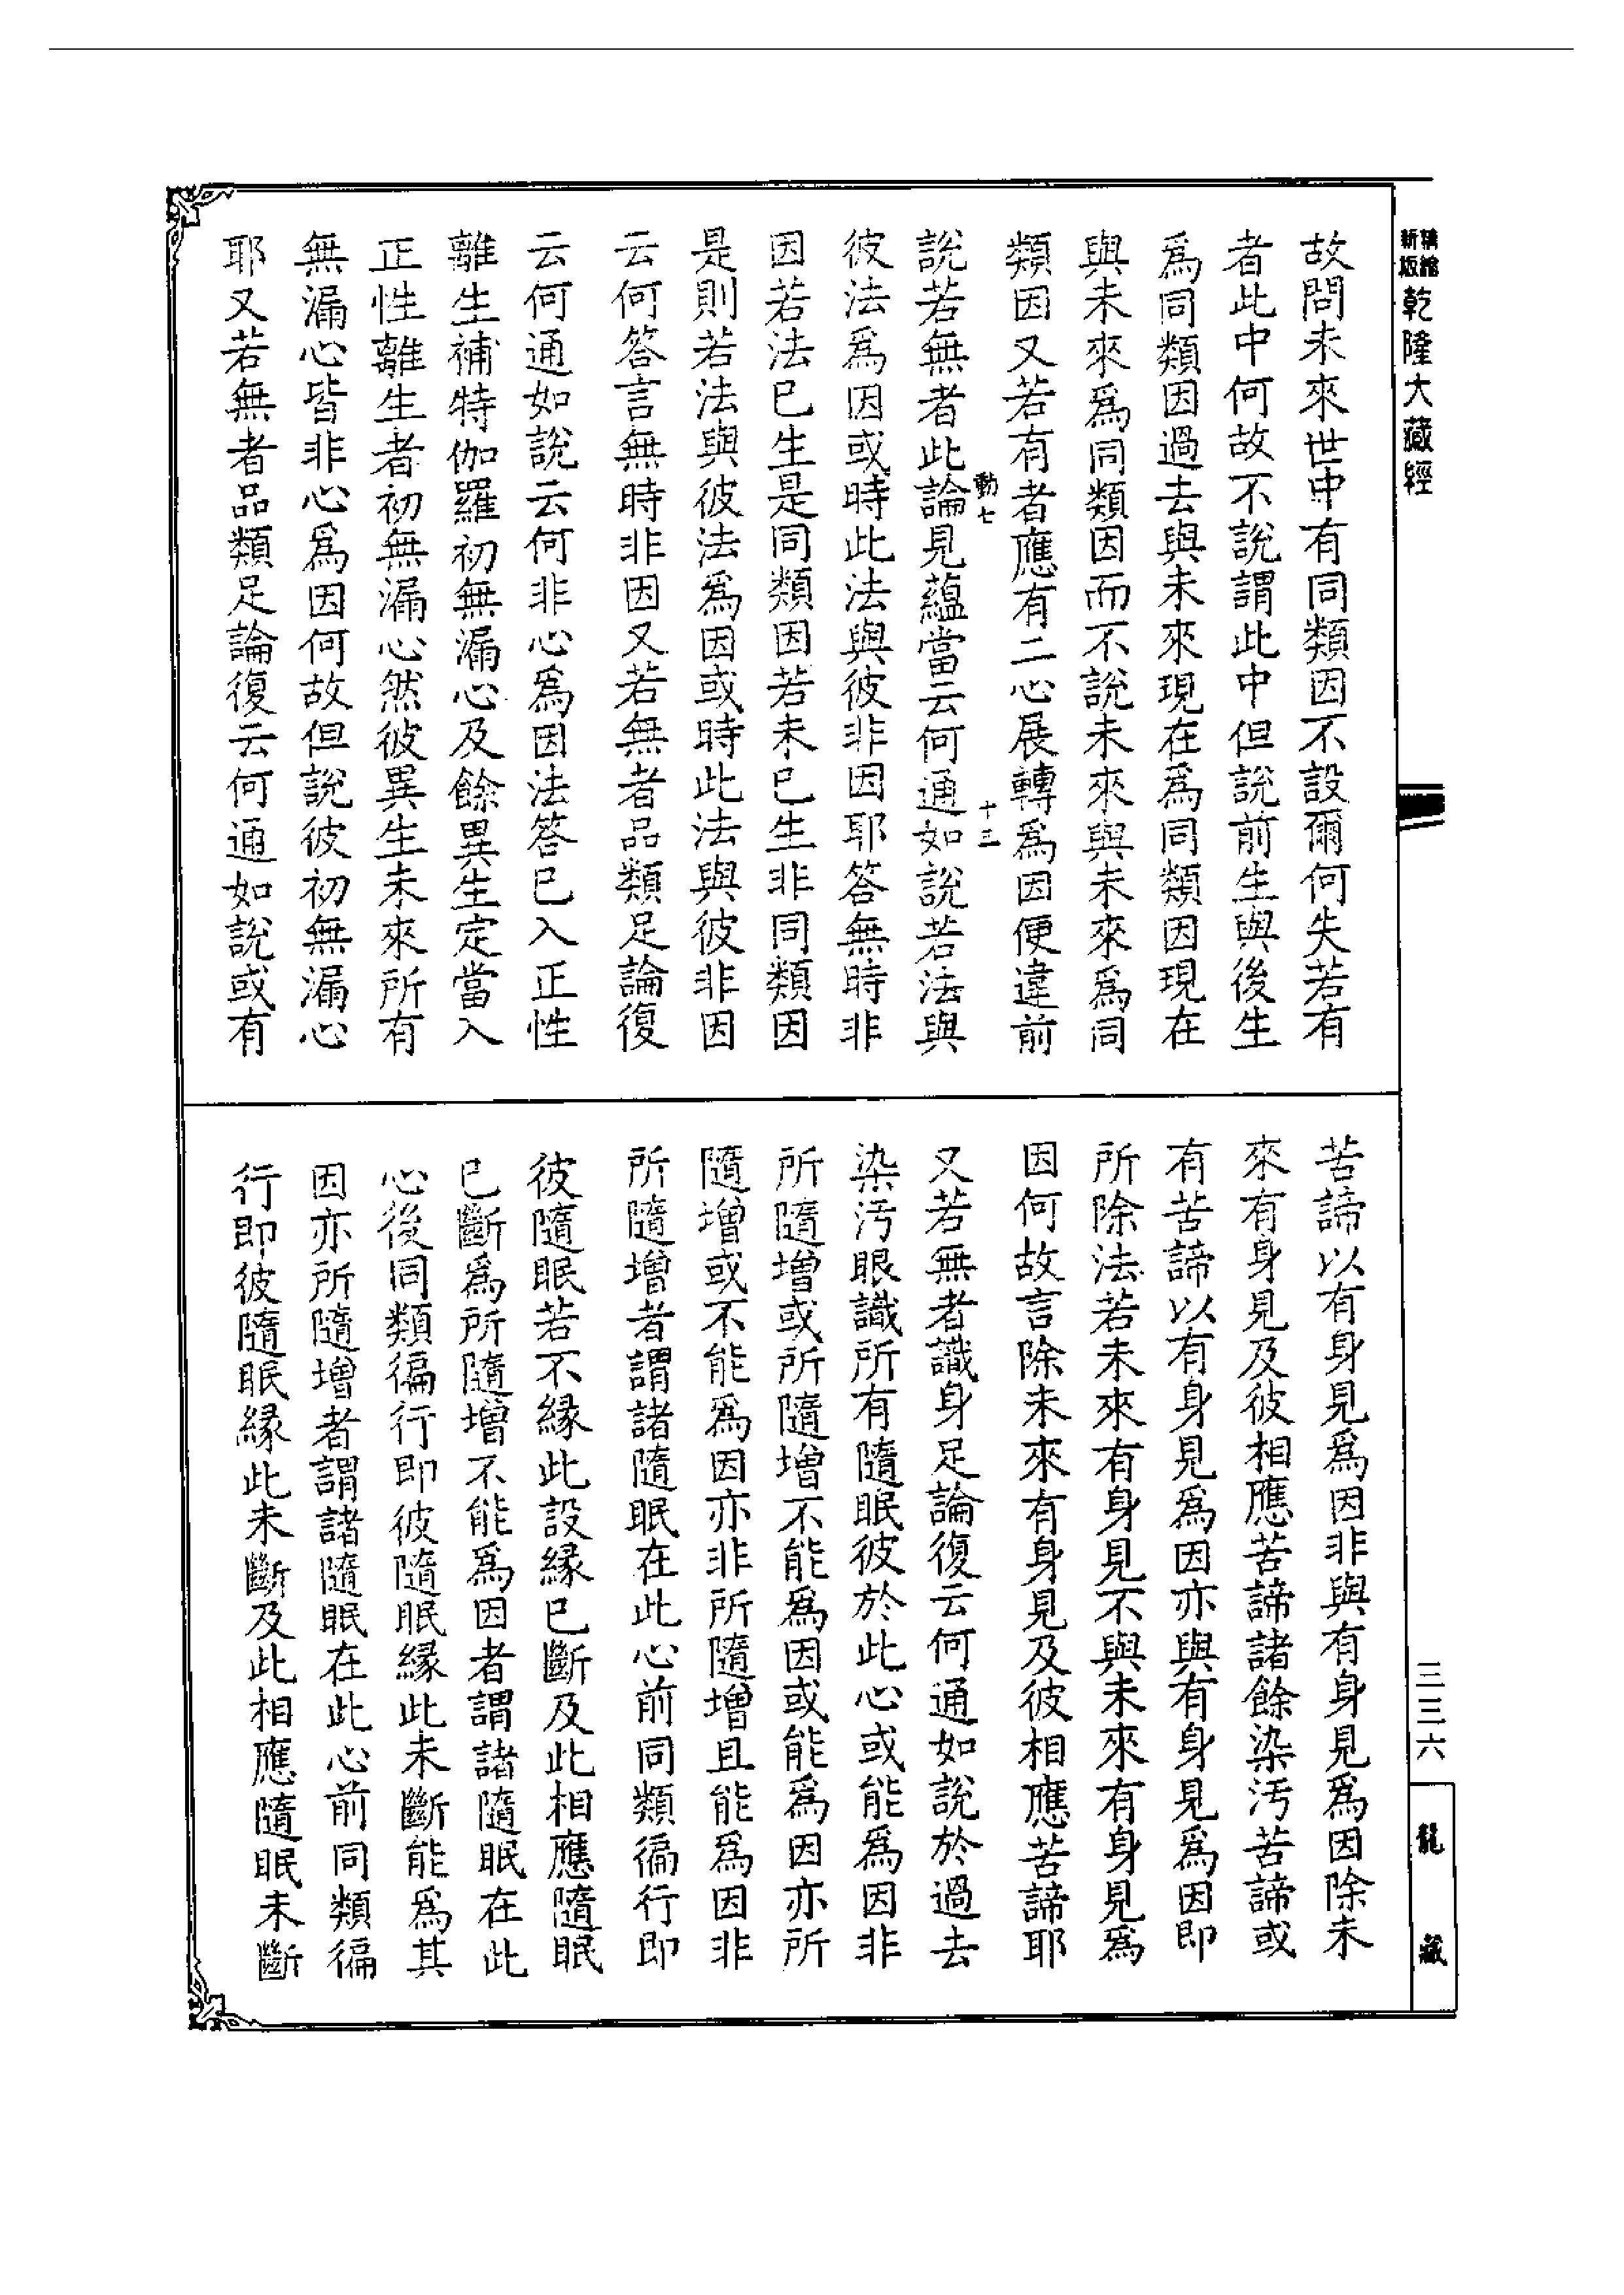 乾隆大藏經
故問未來世中有同類因不設爾何失若有
者此中何故不說謂此中但說前生與後生
爲同類因過去與未來現在爲同類因現在
與未來爲同類因而不說未來與未來爲同
類因又若有者應有二心展轉爲因便違前
動七
十三
說若無者此論見蘊當云何通如說若法與
彼法爲因或時此法與彼非因耶答無時非
因若法已生是同類因若未已生非同類因
是則若法與彼法爲因或時此法與彼非因
云何答言無時非因又若無者品類足論復
云何通如說云何非心爲因法答已入正性
離生補特伽羅初無漏心及餘異生定當入
正性離生者初無漏心然彼異生未來所有
無漏心皆非心爲因何故但說彼初無漏心
耶又若無者品類足論復云何通如說或有
苦諦以有身見爲因非與有身見爲因除未
來有身見及彼相應苦諦諸餘染汚苦諦或
有苦諦以有身見爲因亦與有身見爲因即
所除法若未來有身見不與未來有身見爲
因何故言除未來有身見及彼相應苦諦耶
又若無者識身足論復云何通如說於過去
染汚眼識所有隨眠彼於此心或能爲因非
所隨增或所隨增不能爲因或能爲因亦所
隨增或不能爲因亦非所隨增且能爲因非
所隨增者謂諸隨眠在此心前同類徧行即
彼隨眠若不緣此設緣已斷及此相應隨眠
已斷爲所隨增不能爲因者謂諸隨眠在此
心後同類徧行即彼隨眠緣此未斷能爲其
因亦所隨增者謂諸隨眠在此心前同類徧
行即彼隨眠緣此未斷及此相應隨眠未斷
三三六
龍藏